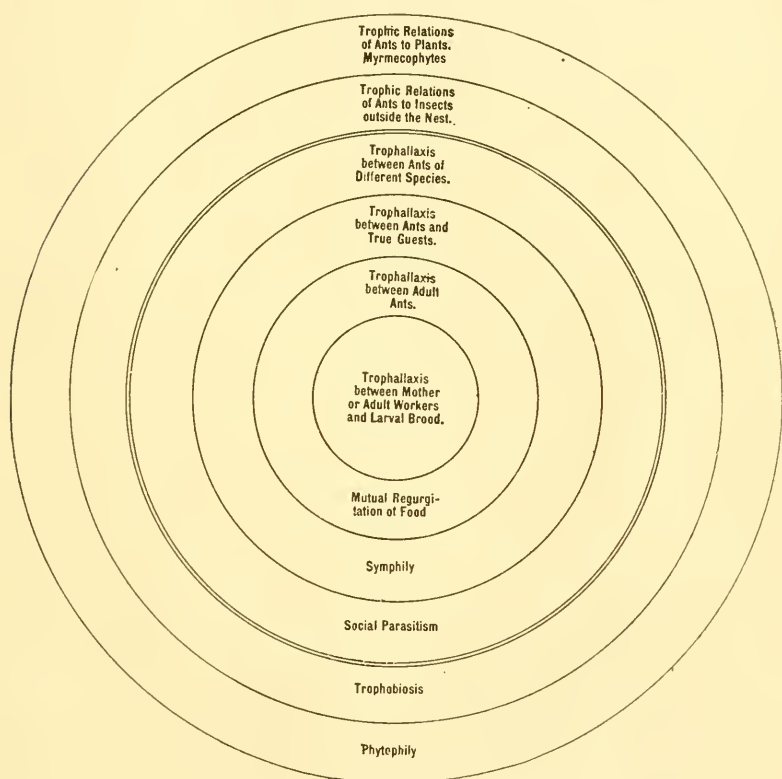 Trophic Relations
of Ants to Plants.
Myrmecophytes
Trophic Relations
of Ants to Insects
outside the Nest.
Trophallaxis
between Ants of
Different Species.
Trophallaxis
between Ants and
True Guests.
Trophallaxis
between Adult
Ants.
Trophallaxis
between Mother
or Adult Workers
and Larval Brood.
Mutual Regurgi-
tation of Food
Symphily
Social Parasitism
Trophobiosis
Phytophily